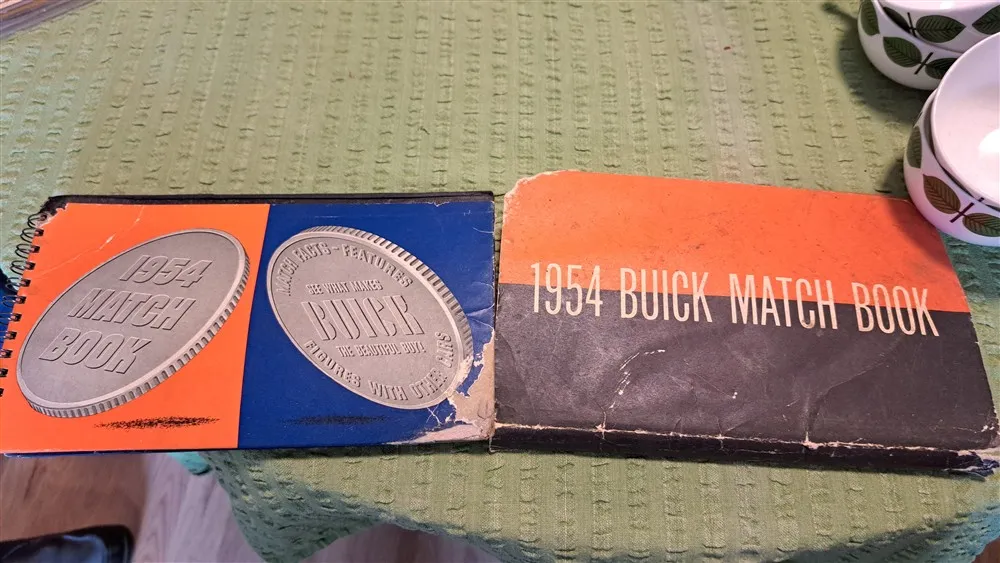 1954
MATCH
BOOK
MATCH FACTS - FEATURES
SEE WHAT MAKES
BUICK
THE BEAUTIFUL BUY!
FIGURES WITH OTHER CARS
1954 BUICK MATCH BOOK